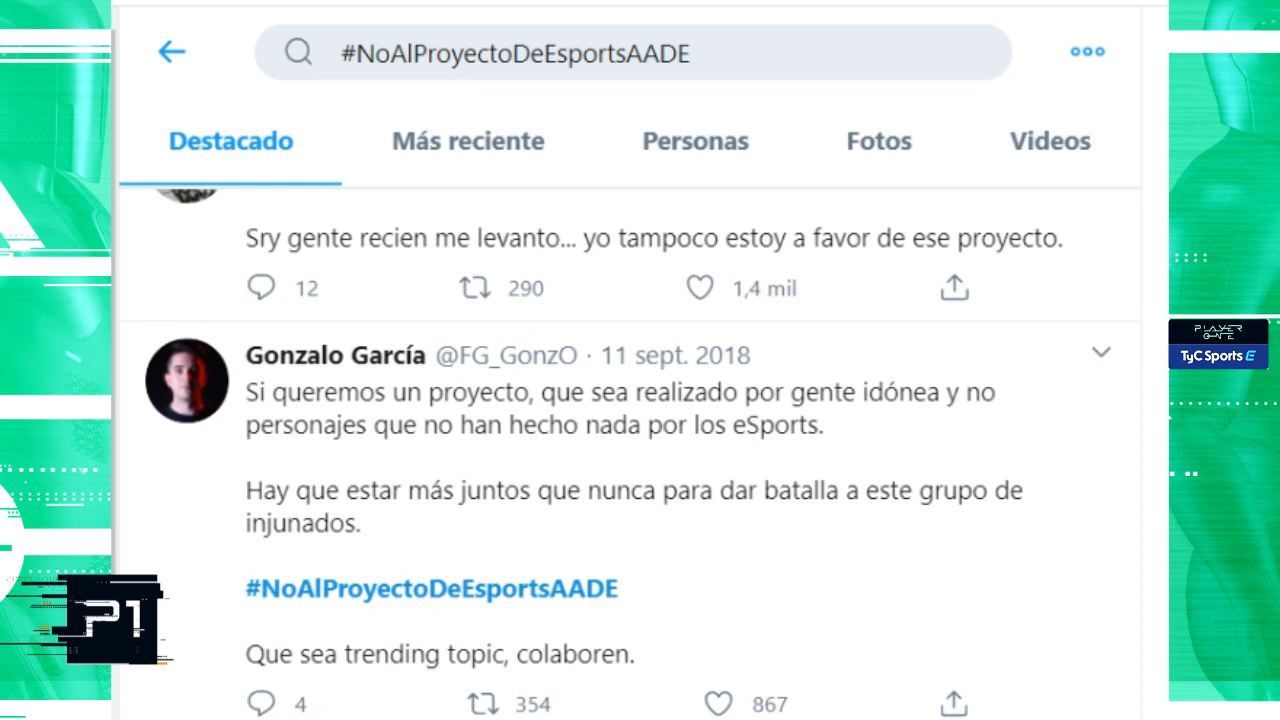 #NoAlProyectoDeEsportsAADE
Destacado
Más reciente
Personas
Fotos
Videos
Sry gente recien me levanto... yo tampoco estoy a favor de ese proyecto.
12
290
1,4 mil
Gonzalo García @FG_GonzO · 11 sept. 2018
Si queremos un proyecto, que sea realizado por gente idónea y no
personajes que no han hecho nada por los eSports.
Hay que estar más juntos que nunca para dar batalla a este grupo de
injunados.
#NoAlProyectoDeEsportsAADE
Que sea trending topic, colaboren.
4
354
867
PLAYER
ONE
TyC Sports E
P1